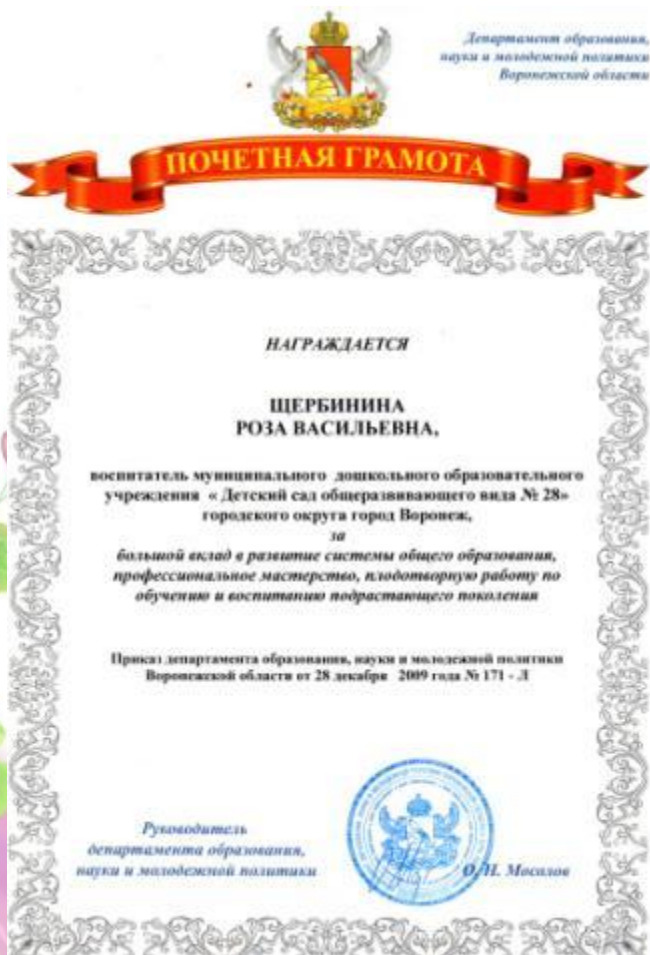 Департамент образования,
науки и молодежной политики
Воронежской области
ПОЧЕТНАЯ ГРАМОТА
НАГРАЖДАЕТСЯ
ЩЕРБИНИНА
РОЗА ВАСИЛЬЕВНА,
воспитатель муниципального дошкольного образовательного
учреждения « Детский сад общеразвивающего вида № 28»
городского округа город Воронеж,
за
большой вклад в развитие системы общего образования,
профессиональное мастерство, плодотворную работу по
обучению и воспитанию подрастающего поколения
Приказ департамента образования, науки и молодежной политики
Воронежской области от 28 декабря 2009 года № 171 - Л
Руководитель
департамента образования,
науки и молодежной политики
О. Н. Мосолов